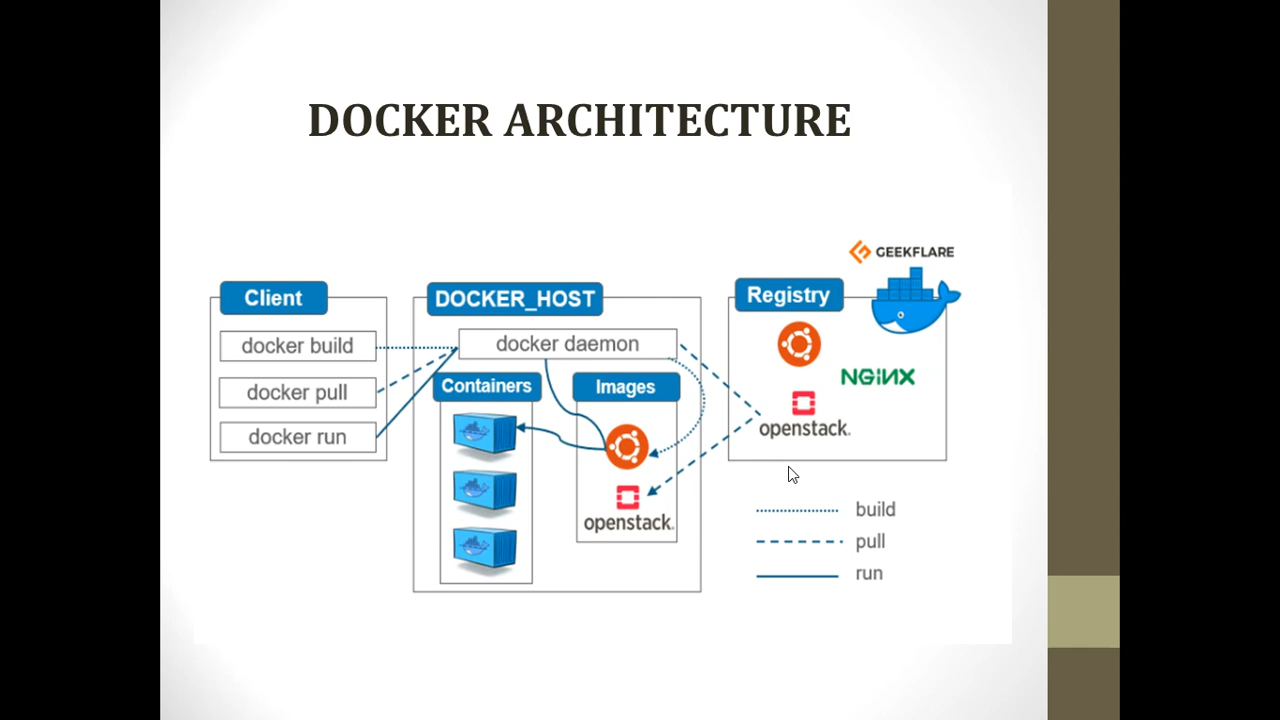 DOCKER ARCHITECTURE
GEEKFLARE
Client
DOCKER_HOST
Registry
docker build
docker daemon
docker pull
Containers
Images
NGINX
docker run
openstack.
openstack.
build
pull
run